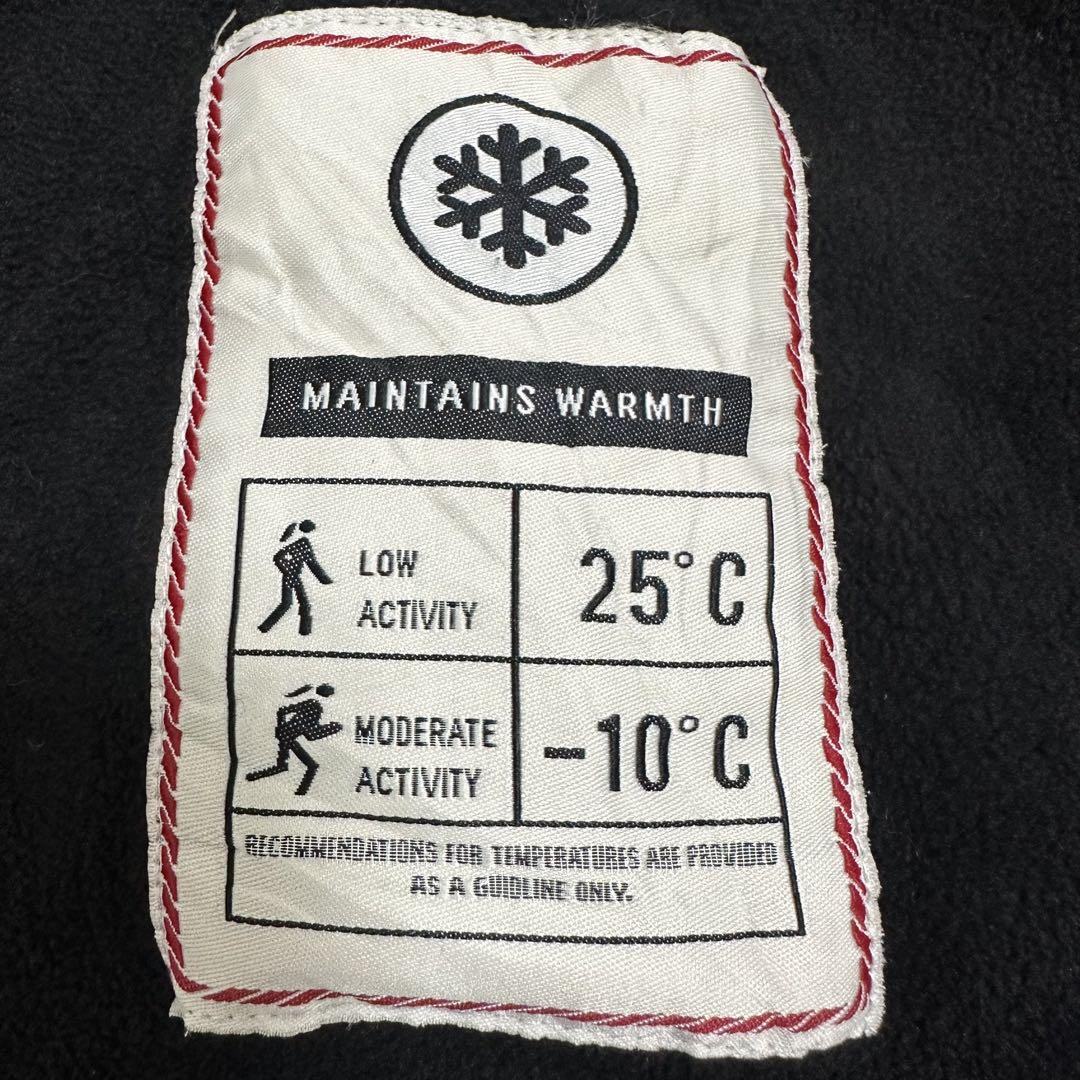 MAINTAINS WARMTH
LOW
ACTIVITY
25°C
MODERATE
ACTIVITY
-10°C
RECOMMENDATIONS FOR TEMPERATURES ARE PROVIDED
AS A GUIDLINE ONLY.